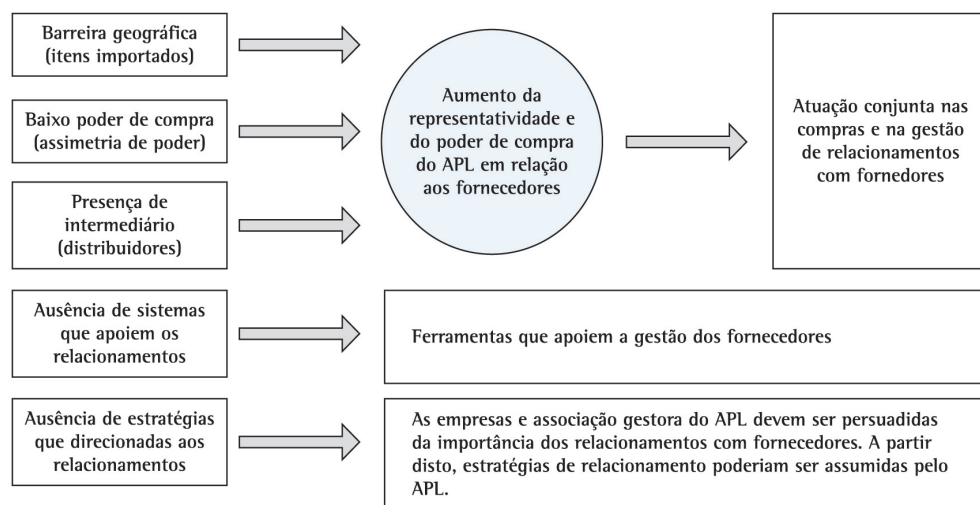 Barreira geográfica
(itens importados)
Baixo poder de compra
(assimetria de poder)
Presença de
intermediário
(distribuidores)
Aumento da
representatividade e
do poder de compra
do APL em relação
aos fornecedores
Atuação conjunta nas
compras e na gestão
de relacionamentos
com fornedores
Ausência de sistemas
que apoiem os
relacionamentos
Ferramentas que apoiem a gestão dos fornecedores
Ausência de estratégias
que direcionadas aos
relacionamentos
As empresas e associação gestora do APL devem ser persuadidas
da importância dos relacionamentos com fornecedores. A partir
disto, estratégias de relacionamento poderiam ser assumidas pelo
APL.